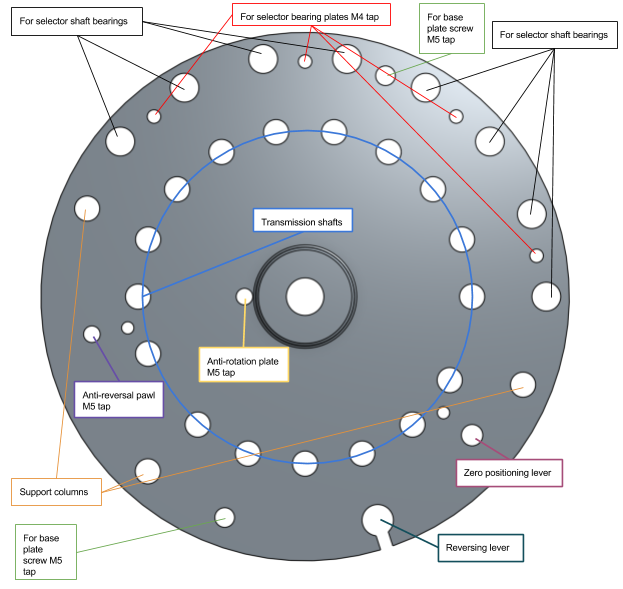 For selector shaft bearings
For selector bearing plates M4 tap
For base
plate screw
M5 tap
For selector shaft bearings
Transmission shafts
Anti-rotation plate
M5 tap
Anti-reversal pawl
M5 tap
Zero positioning lever
Support columns
For base
plate
screw M5
tap
Reversing lever